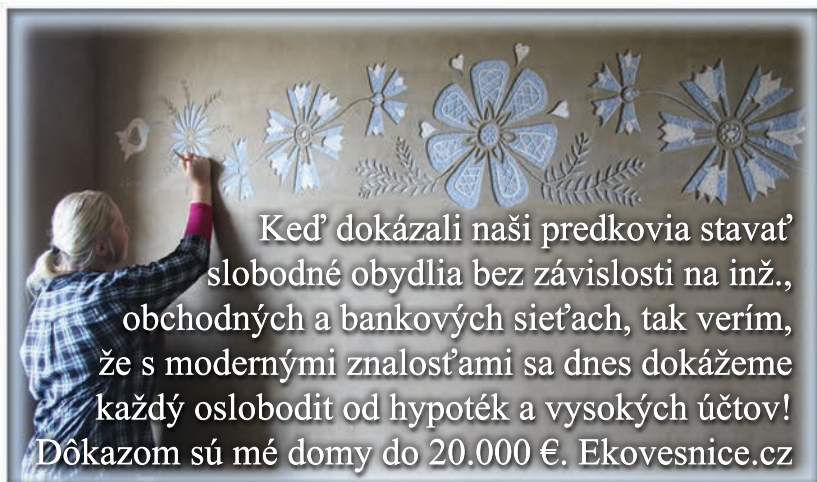 Keď dokázali naši predkovia stavať
slobodné obydlia bez závislosti na inž.,
obchodných a bankových sieťach, tak verím,
že s modernými znalosťami sa dnes dokážeme
každý oslobodit od hypoték a vysokých účtov!
Dôkazom sú mé domy do 20.000 €. Ekovesnice.cz